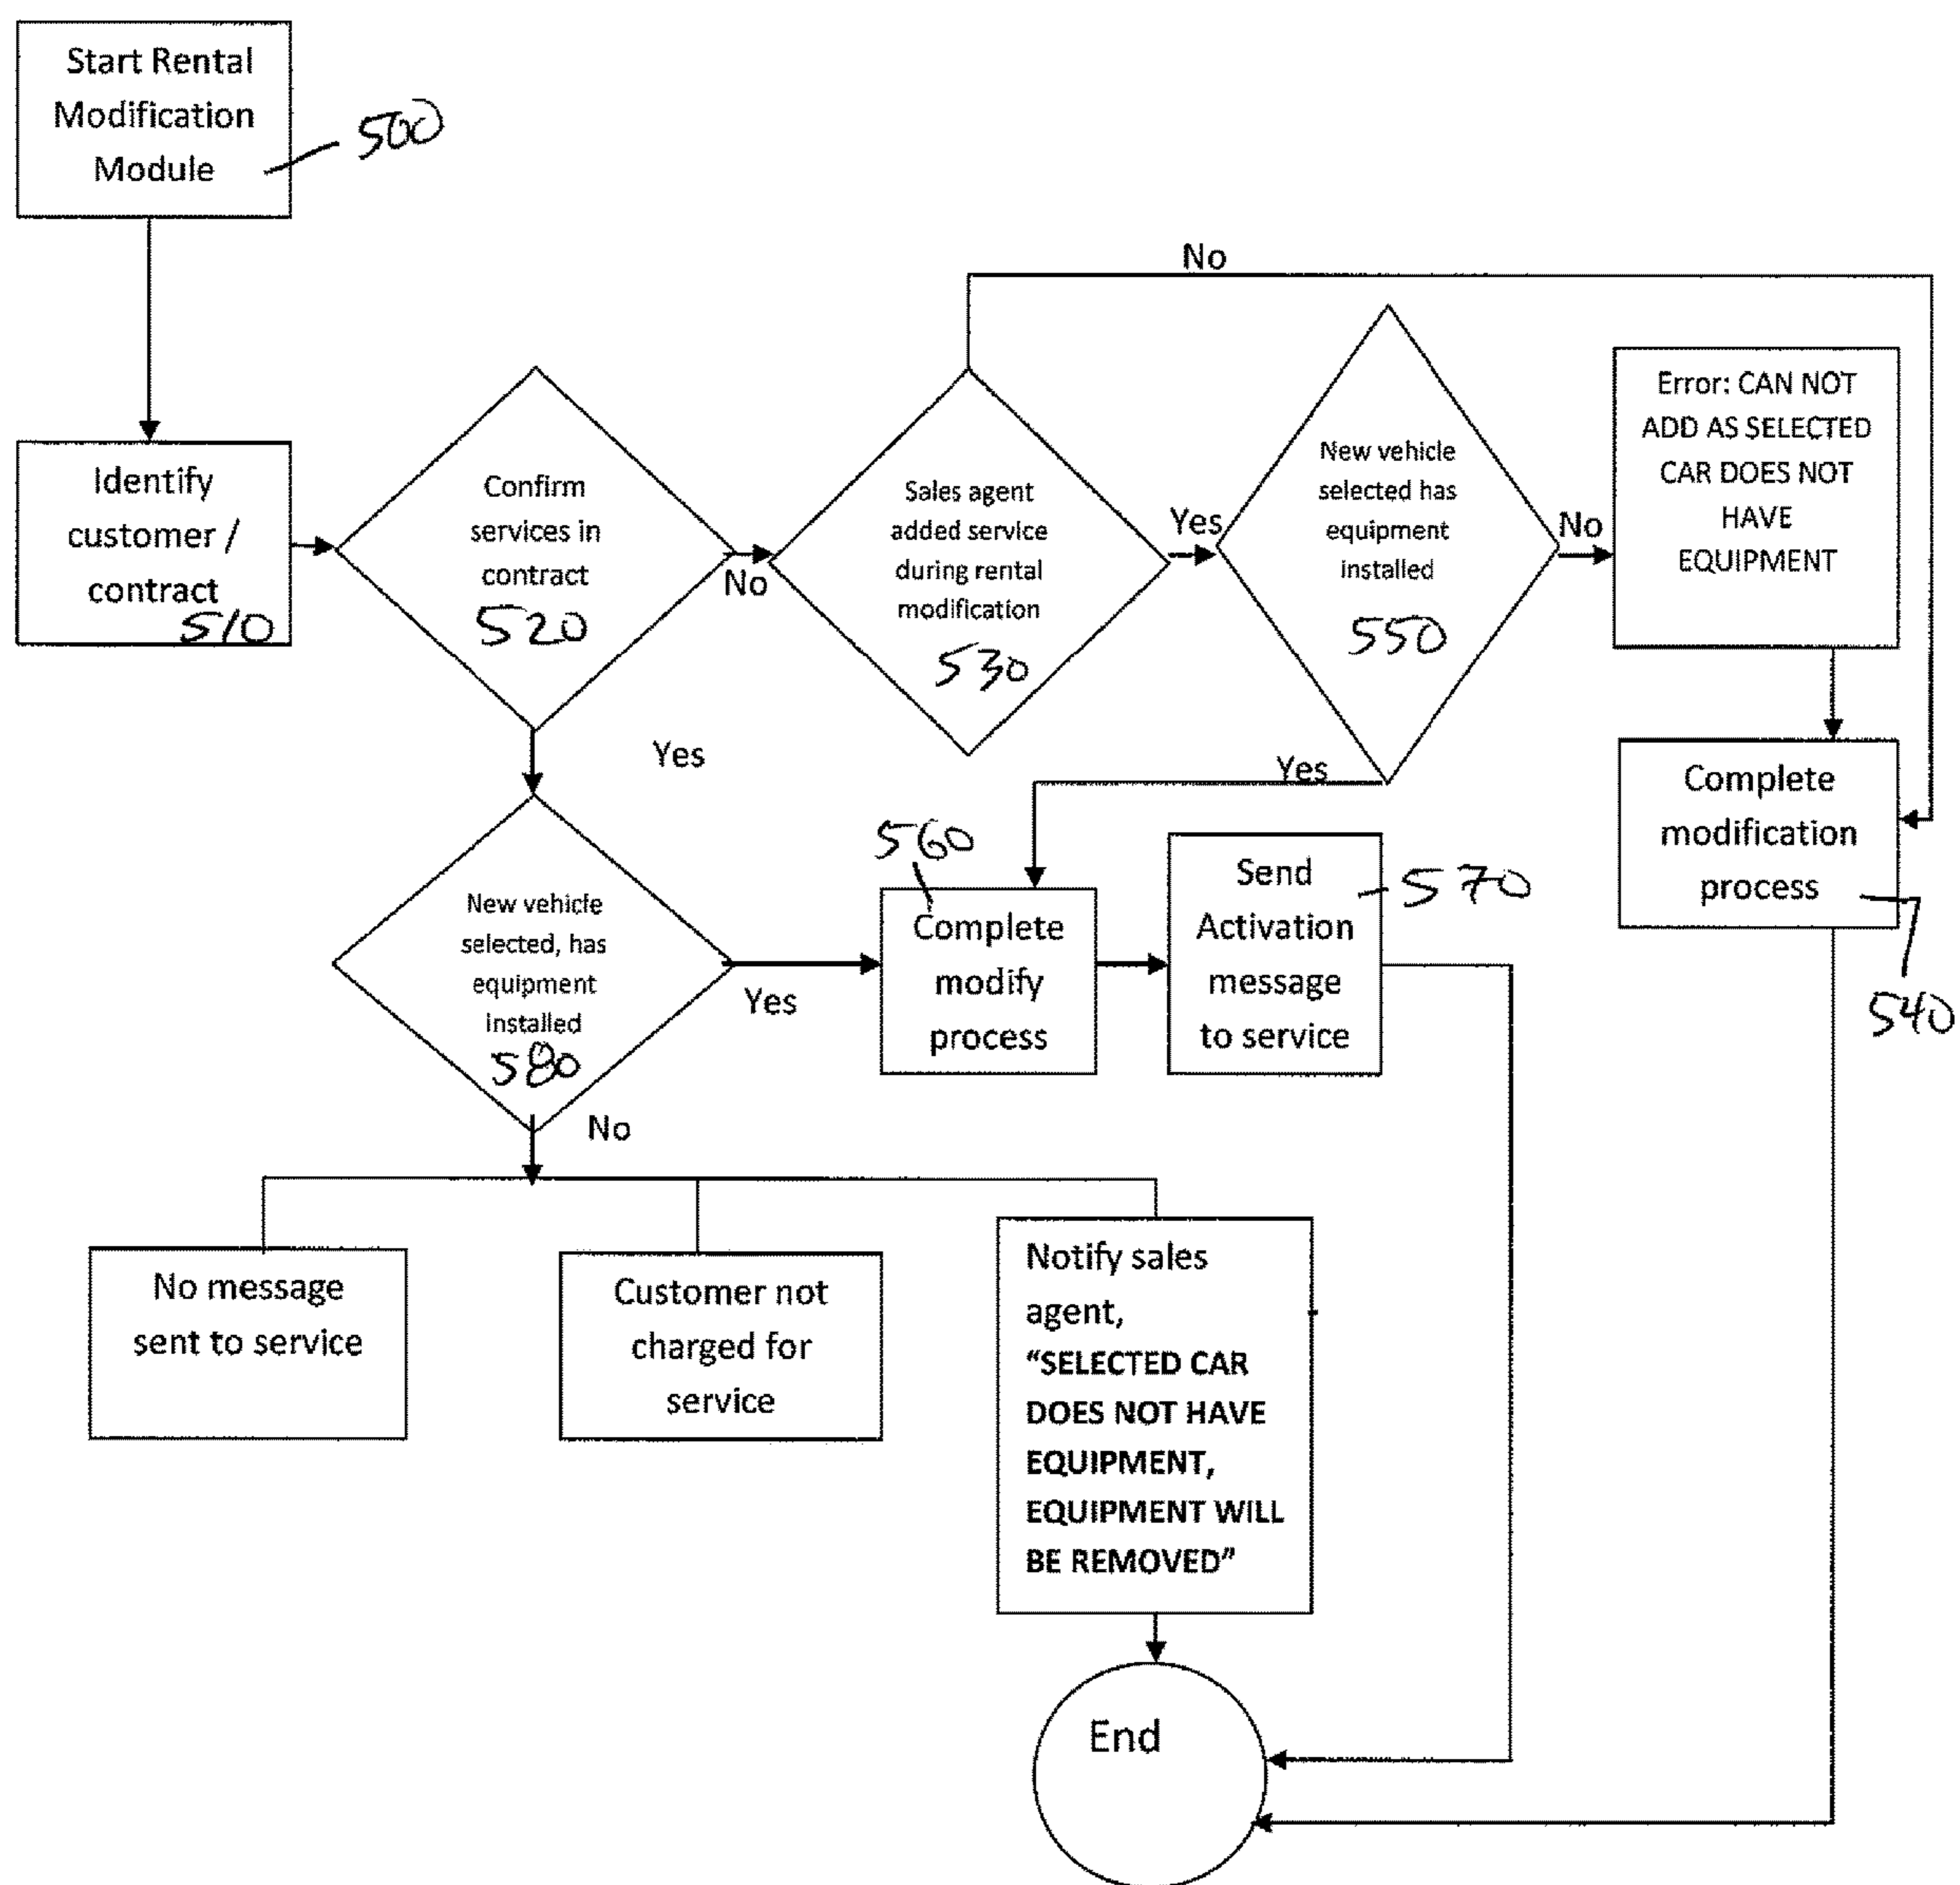 Start Rental
Modification
Module
500
Identify
customer /
contract
510
Confirm
services in
contract
520
No
Yes
Sales agent
added service
during rental
modification
530
No
Yes
New vehicle
selected has
equipment
installed
550
No
Yes
Error: CAN NOT
ADD AS SELECTED
CAR DOES NOT
HAVE
EQUIPMENT
Complete
modification
process
540
New vehicle
selected, has
equipment
installed
580
Yes
No
560
Complete
modify
process
Send
Activation
message
to service
570
No message
sent to service
Customer not
charged for
service
Notify sales
agent,
“SELECTED CAR
DOES NOT HAVE
EQUIPMENT,
EQUIPMENT WILL
BE REMOVED”
End